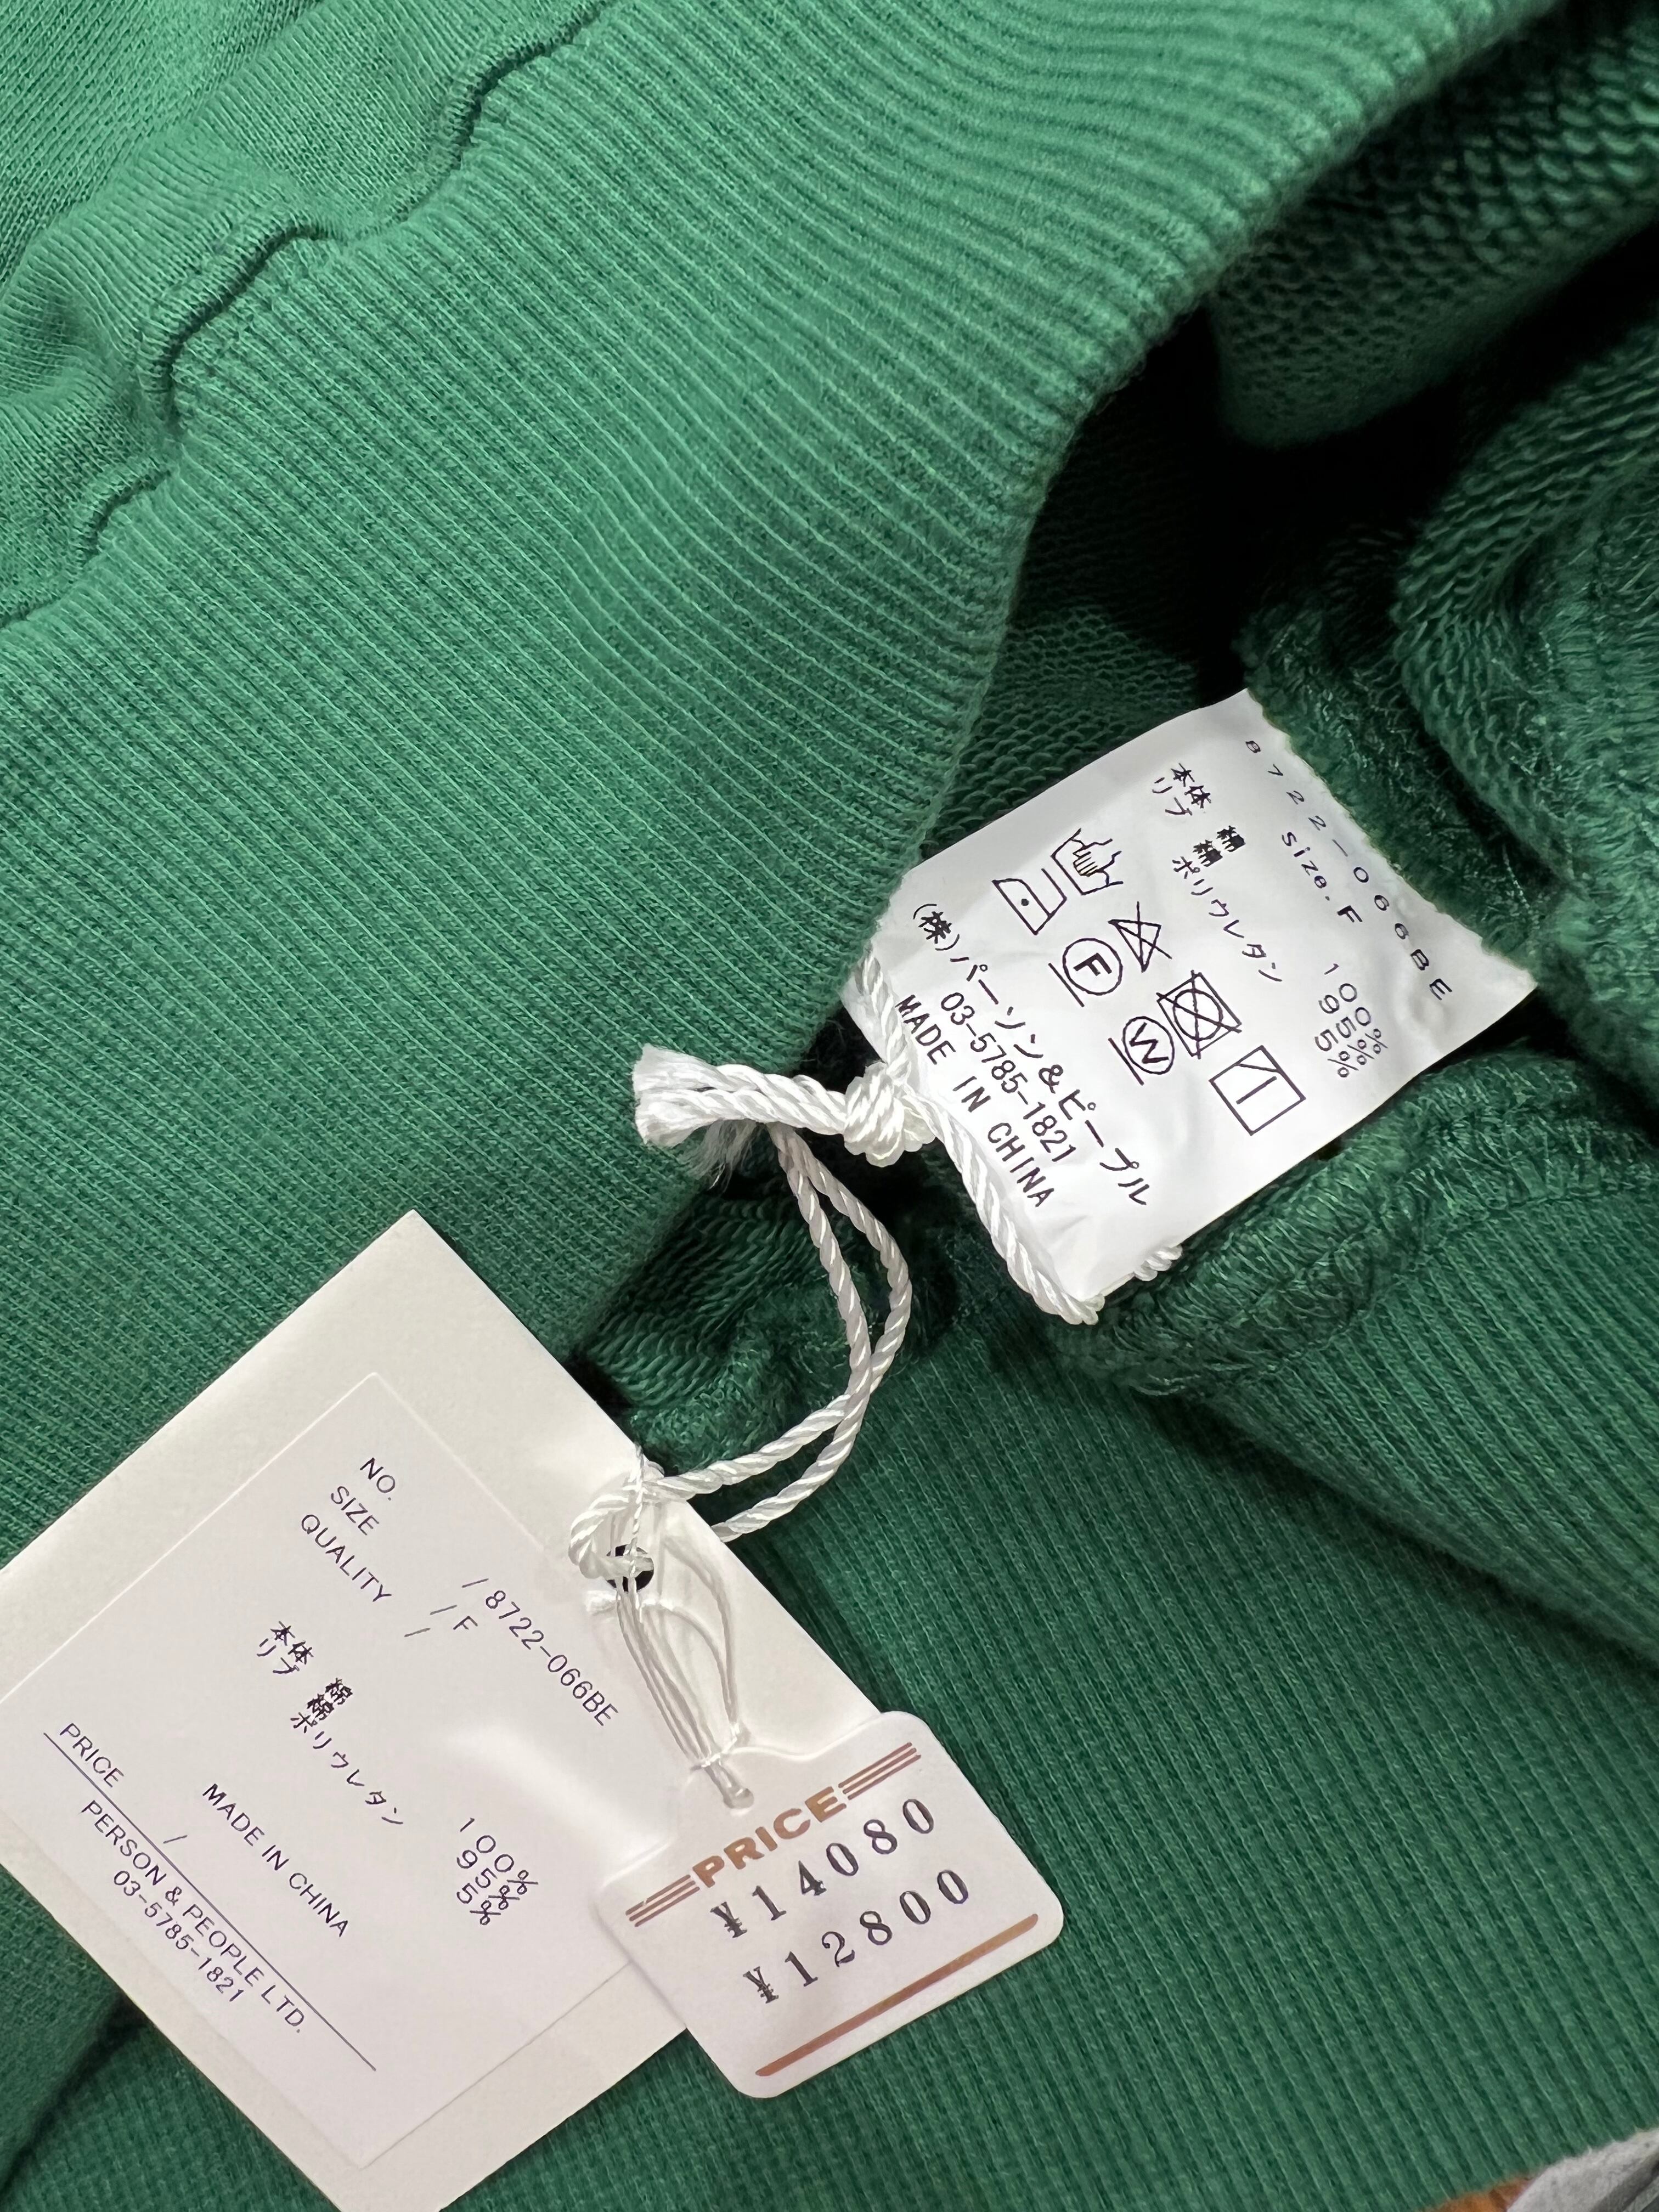 8722-066BE
size.F
本体 綿 100%
リブ 綿 95%
ポリウレタン 5%
F
W
(株)パーソン&ピープル
03-5785-1821
MADE IN CHINA
NO. /8722-066BE
SIZE /F
QUALITY /
本体 綿 100%
リブ 綿 95%
ポリウレタン 5%
MADE IN CHINA
PRICE /
PERSON & PEOPLE LTD.
03-5785-1821
PRICE
¥14080
¥12800